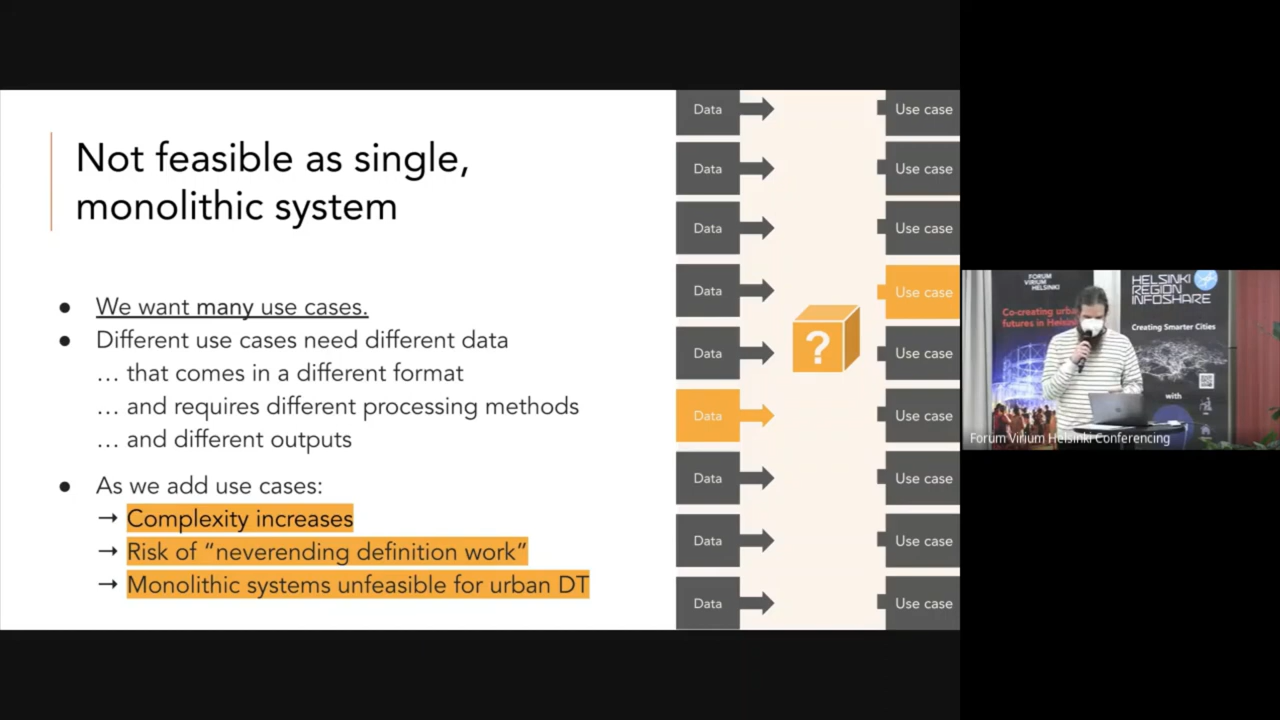 Not feasible as single,
monolithic system
● We want many use cases.
● Different use cases need different data
… that comes in a different format
… and requires different processing methods
… and different outputs
● As we add use cases:
→ Complexity increases
→ Risk of “neverending definition work”
→ Monolithic systems unfeasible for urban DT
Data
Use case
Data
Use case
Data
Use case
Data
Use case
Data
Use case
?
Data
Use case
Data
Use case
Data
Use case
Data
Use case
FORUM
VIRIUM
HELSINKI
Co-creating urban
futures in Helsinki
HELSINKI
REGION
INFOSHARE
Creating Smarter Cities
with
Forum Virium Helsinki Conferencing